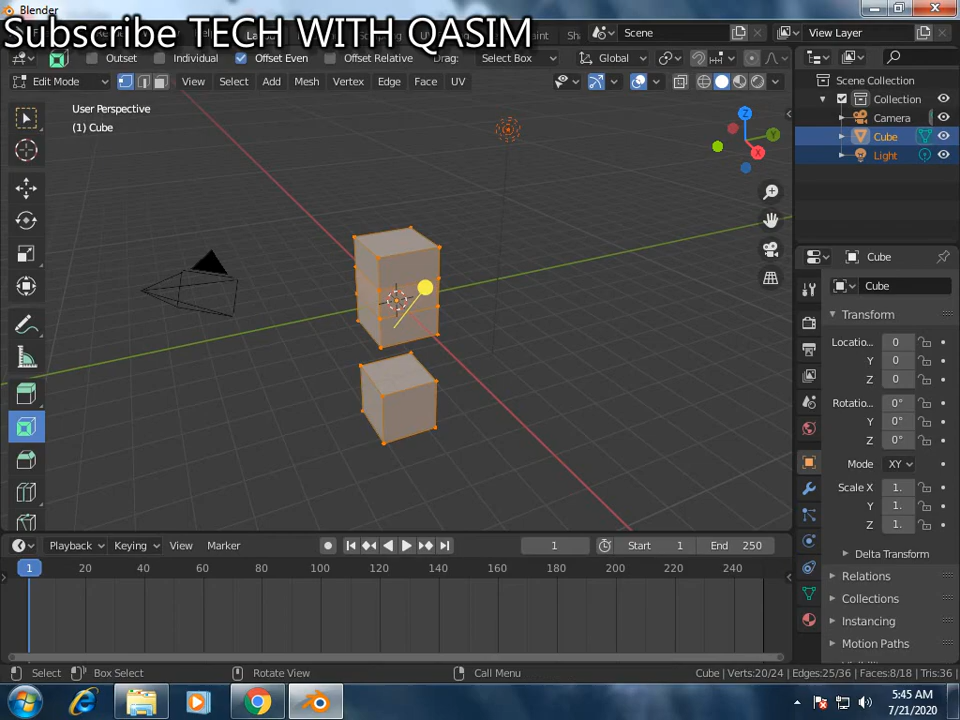 Blender
Subscribe TECH WITH QASIM
Scene
View Layer
Outset
Individual
Offset Even
Offset Relative
Drag:
Select Box
Global
Edit Mode
View
Select
Add
Mesh
Vertex
Edge
Face
UV
User Perspective
(1) Cube
Z
Y
X
Scene Collection
Collection
Camera
Cube
Light
Cube
Cube
Transform
Locatio... 0
Y 0
Z 0
Rotatio... 0°
Y 0°
Z 0°
Mode XY
Scale X 1.
Y 1.
Z 1.
Delta Transform
Relations
Collections
Instancing
Motion Paths
Playback
Keying
View
Marker
1
Start 1
End 250
1 20 40 60 80 100 120 140 160 180 200 220 240
Select
Box Select
Rotate View
Call Menu
Cube | Verts:20/24 | Edges:25/36 | Faces:8/18 | Tris:36
5:45 AM
7/21/2020